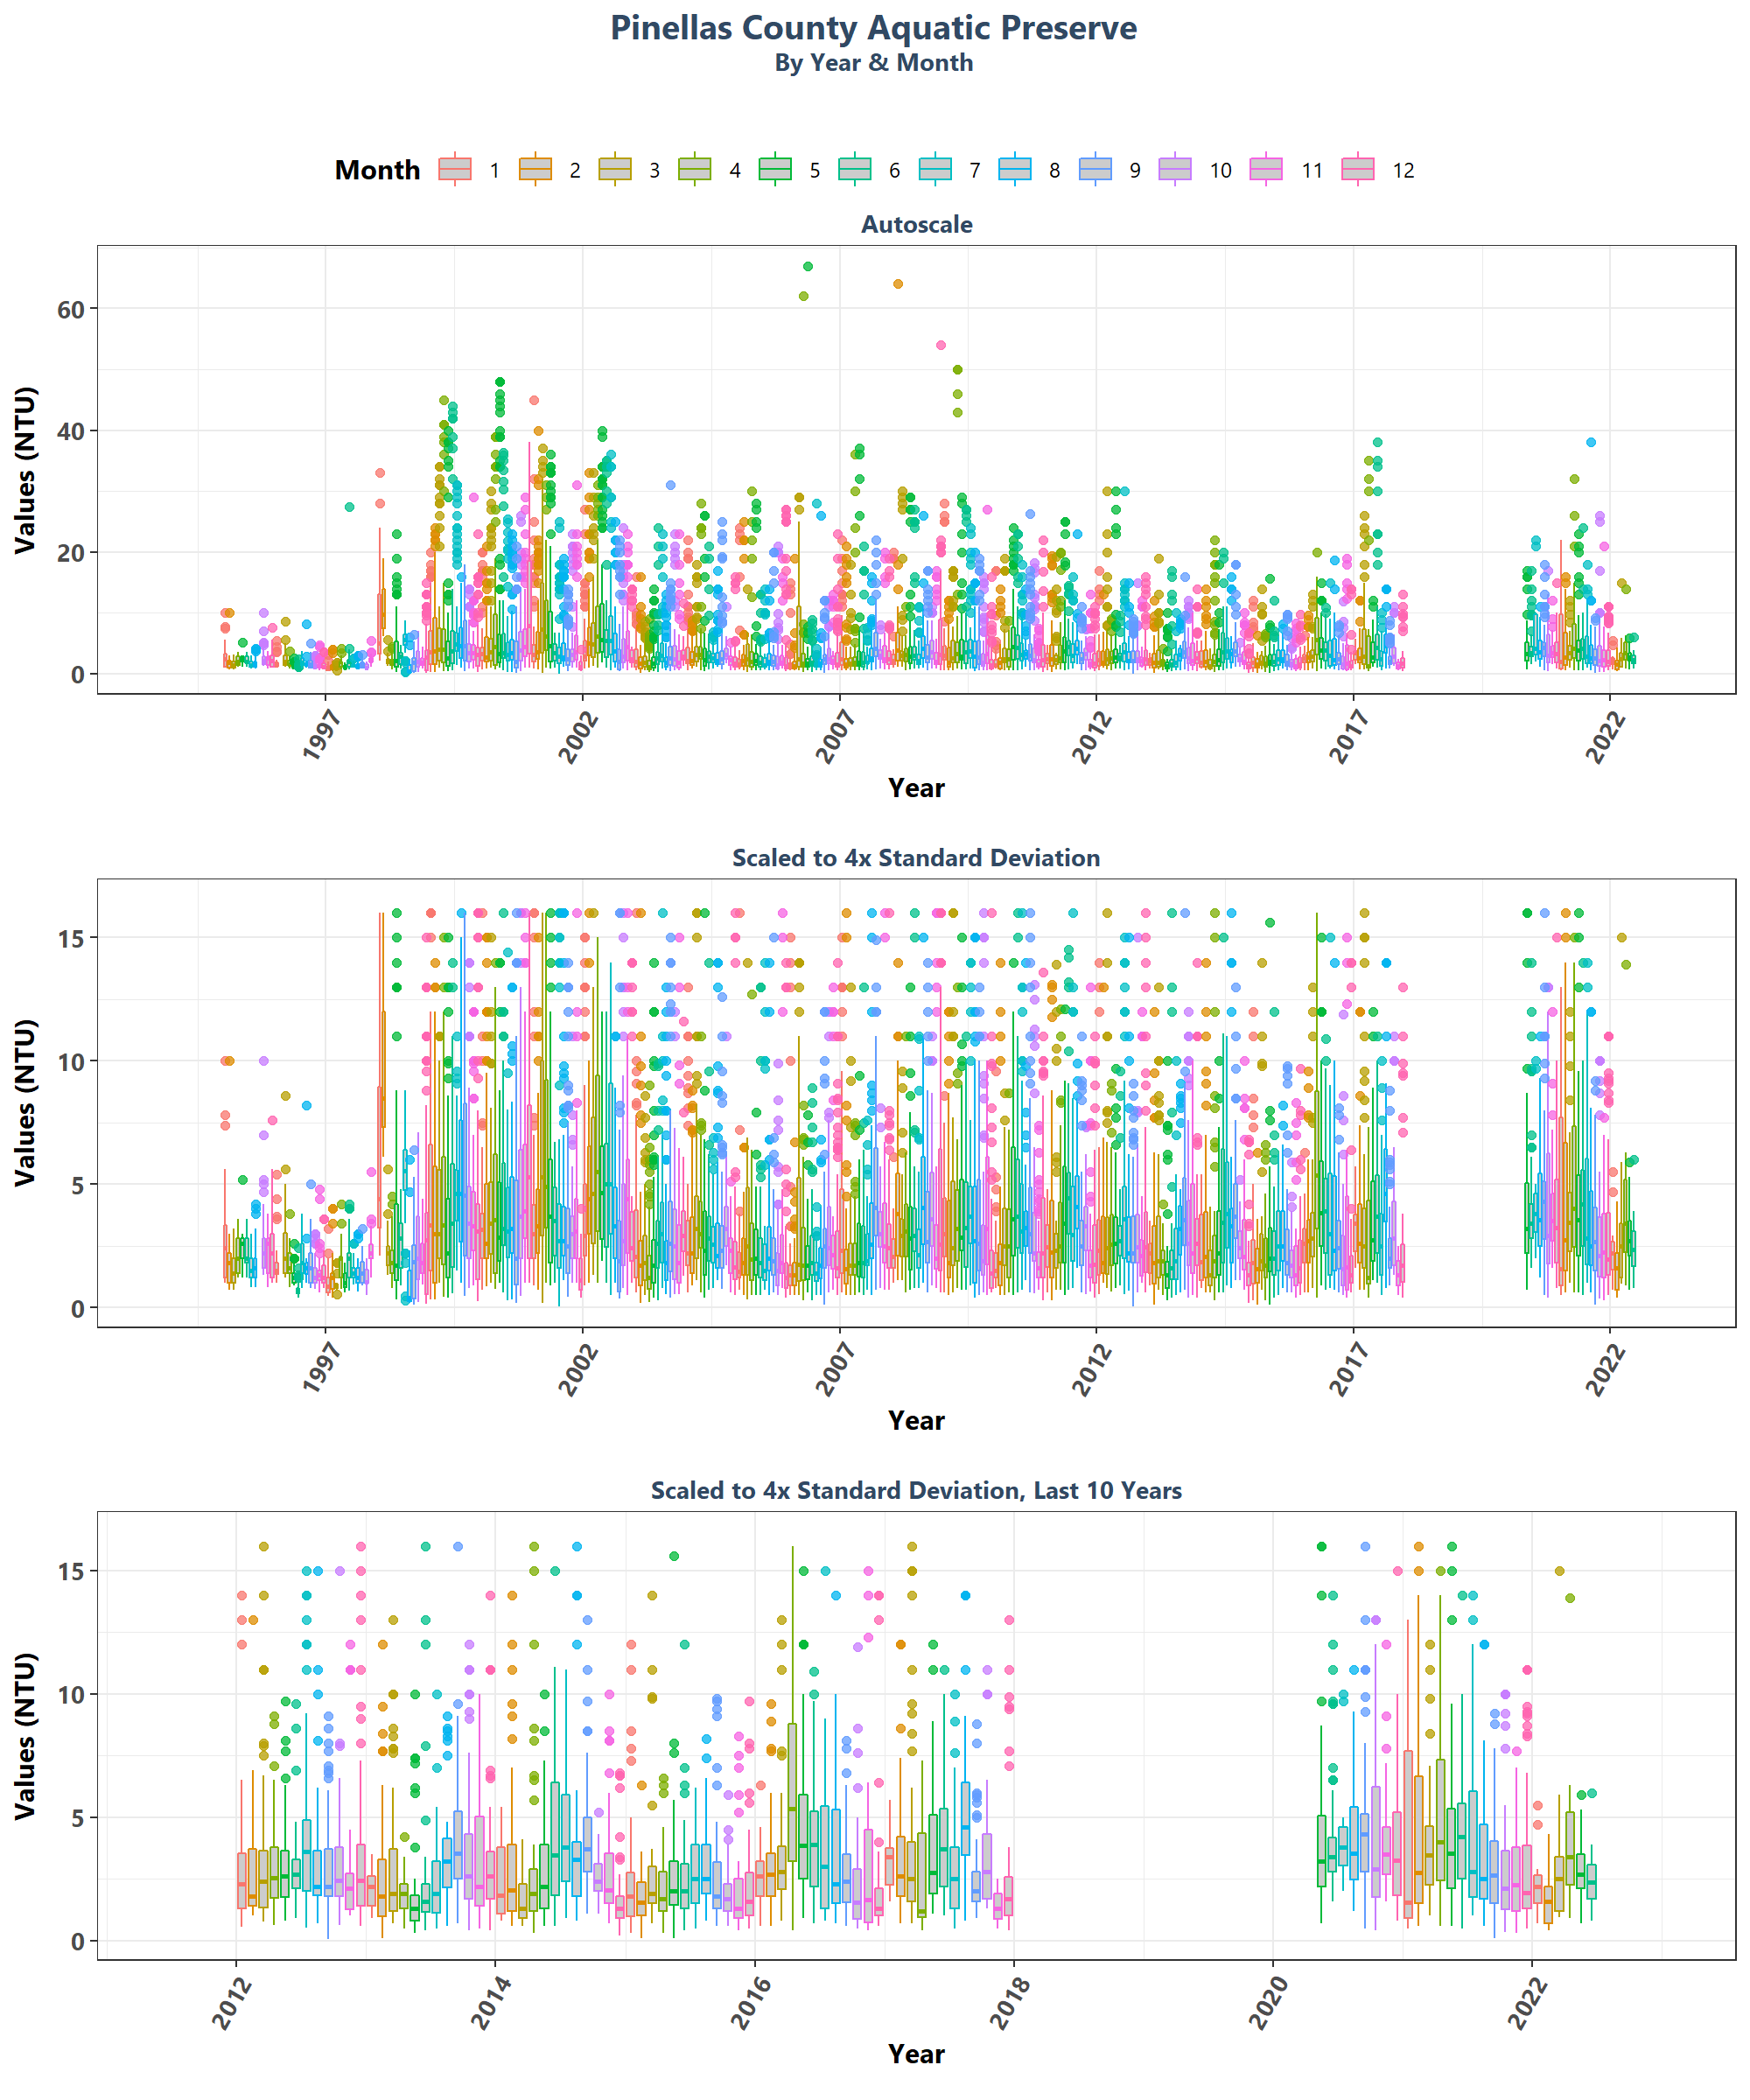 Pinellas County Aquatic Preserve
By Year & Month
Month 1 2 3 4 5 6 7 8 9 10 11 12
Autoscale
Values (NTU)
60
40
20
0
1997 2002 2007 2012 2017 2022
Year
Scaled to 4x Standard Deviation
Values (NTU)
15
10
5
0
1997 2002 2007 2012 2017 2022
Year
Scaled to 4x Standard Deviation, Last 10 Years
Values (NTU)
15
10
5
0
2012 2014 2016 2018 2020 2022
Year